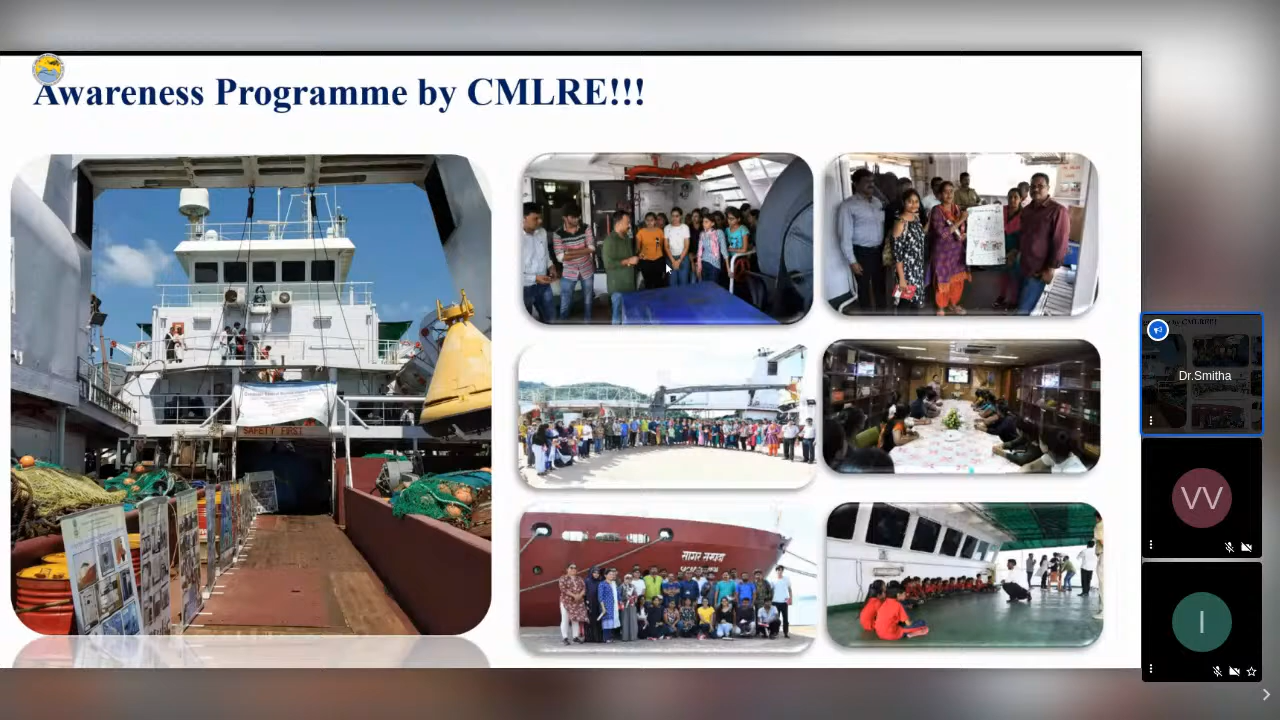 Awareness Programme by CMLRE!!!
SAFETY FIRST
सागर सम्पदा
Dr.Smitha
VV
I